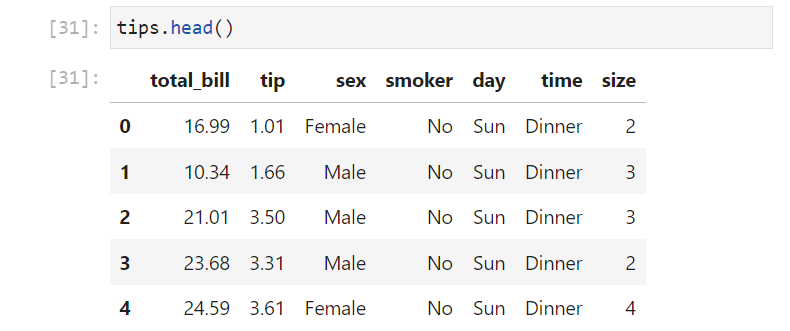 [31]: tips.head()
[31]: total_bill tip sex smoker day time size
0 16.99 1.01 Female No Sun Dinner 2
1 10.34 1.66 Male No Sun Dinner 3
2 21.01 3.50 Male No Sun Dinner 3
3 23.68 3.31 Male No Sun Dinner 2
4 24.59 3.61 Female No Sun Dinner 4